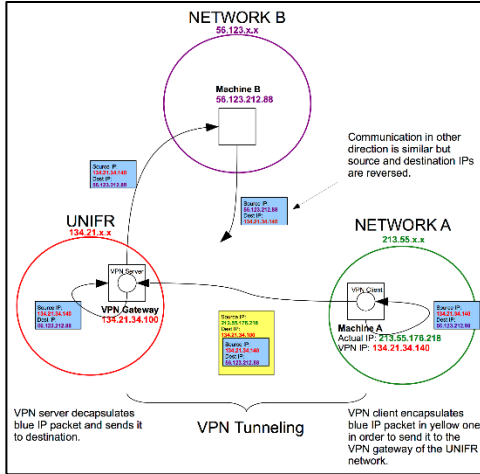 NETWORK B
56.123.x.x
Machine B
56.123.212.88
Source IP:
134.21.34.140
Dest IP:
56.123.212.88
Communication in other
direction is similar but
source and destination IPs
are reversed.
Source IP:
56.123.212.88
Dest IP:
134.21.34.140
UNIFR
134.21.x.x
NETWORK A
213.55.x.x
VPN Server
VPN Gateway
134.21.34.100
Source IP:
134.21.34.140
Dest IP:
56.123.212.88
Source IP:
213.55.176.218
Dest IP:
134.21.34.100
Source IP:
134.21.34.140
Dest IP:
56.123.212.88
VPN Client
Machine A
Actual IP: 213.55.176.218
VPN IP: 134.21.34.140
Source IP:
134.21.34.140
Dest IP:
56.123.212.88
VPN server decapsulates
blue IP packet and sends it
to destination.
VPN Tunneling
VPN client encapsulates
blue IP packet in yellow one
in order to send it to the
VPN gateway of the UNIFR
network.